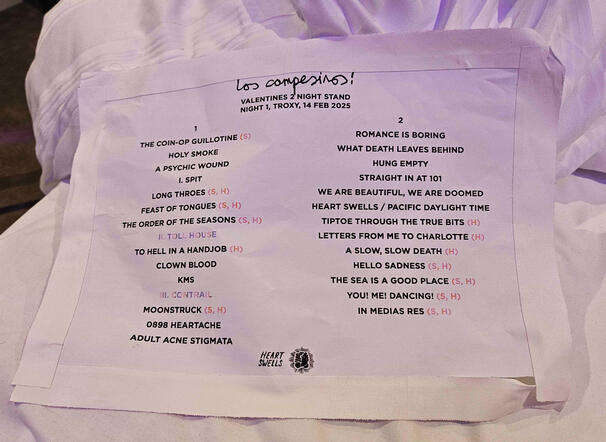 Los campesinos!
VALENTINES 2 NIGHT STAND
NIGHT 1, TROXY, 14 FEB 2025
1
THE COIN-OP GUILLOTINE (S)
HOLY SMOKE
A PSYCHIC WOUND
I. SPIT
LONG THROES (S, H)
FEAST OF TONGUES (S, H)
THE ORDER OF THE SEASONS (S, H)
II. TOLL HOUSE
TO HELL IN A HANDJOB (H)
CLOWN BLOOD
KMS
III. CONTRAIL
MOONSTRUCK (S, H)
0898 HEARTACHE
ADULT ACNE STIGMATA
2
ROMANCE IS BORING
WHAT DEATH LEAVES BEHIND
HUNG EMPTY
STRAIGHT IN AT 101
WE ARE BEAUTIFUL, WE ARE DOOMED
HEART SWELLS / PACIFIC DAYLIGHT TIME
TIPTOE THROUGH THE TRUE BITS (H)
LETTERS FROM ME TO CHARLOTTE (H)
A SLOW, SLOW DEATH (H)
HELLO SADNESS (S, H)
THE SEA IS A GOOD PLACE (S, H)
YOU! ME! DANCING! (S, H)
IN MEDIAS RES (S, H)
HEART
SWELLS